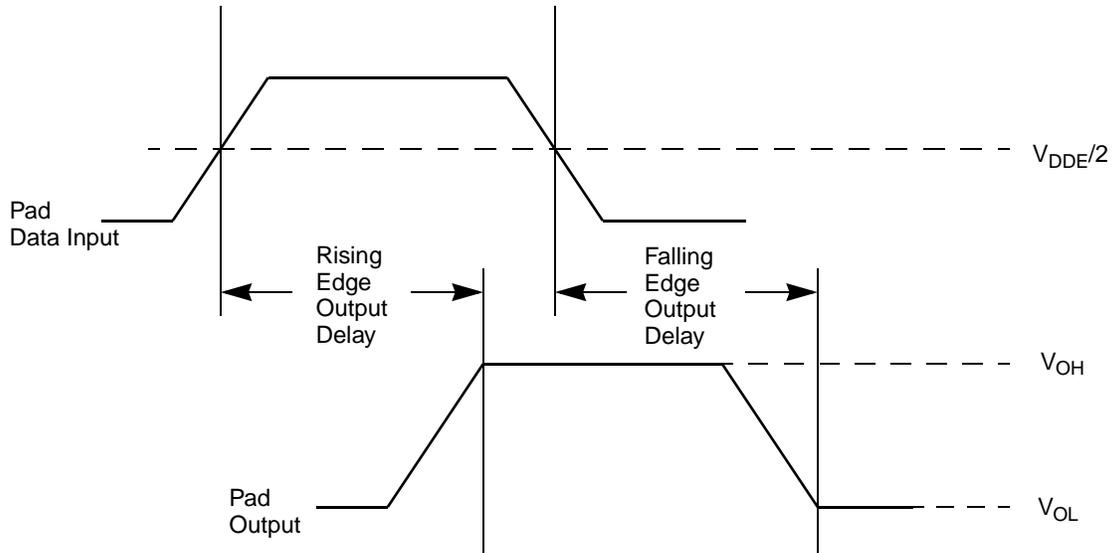 V_DDE/2
Pad
Data Input
Rising
Edge
Output
Delay
Falling
Edge
Output
Delay
V_OH
Pad
Output
V_OL